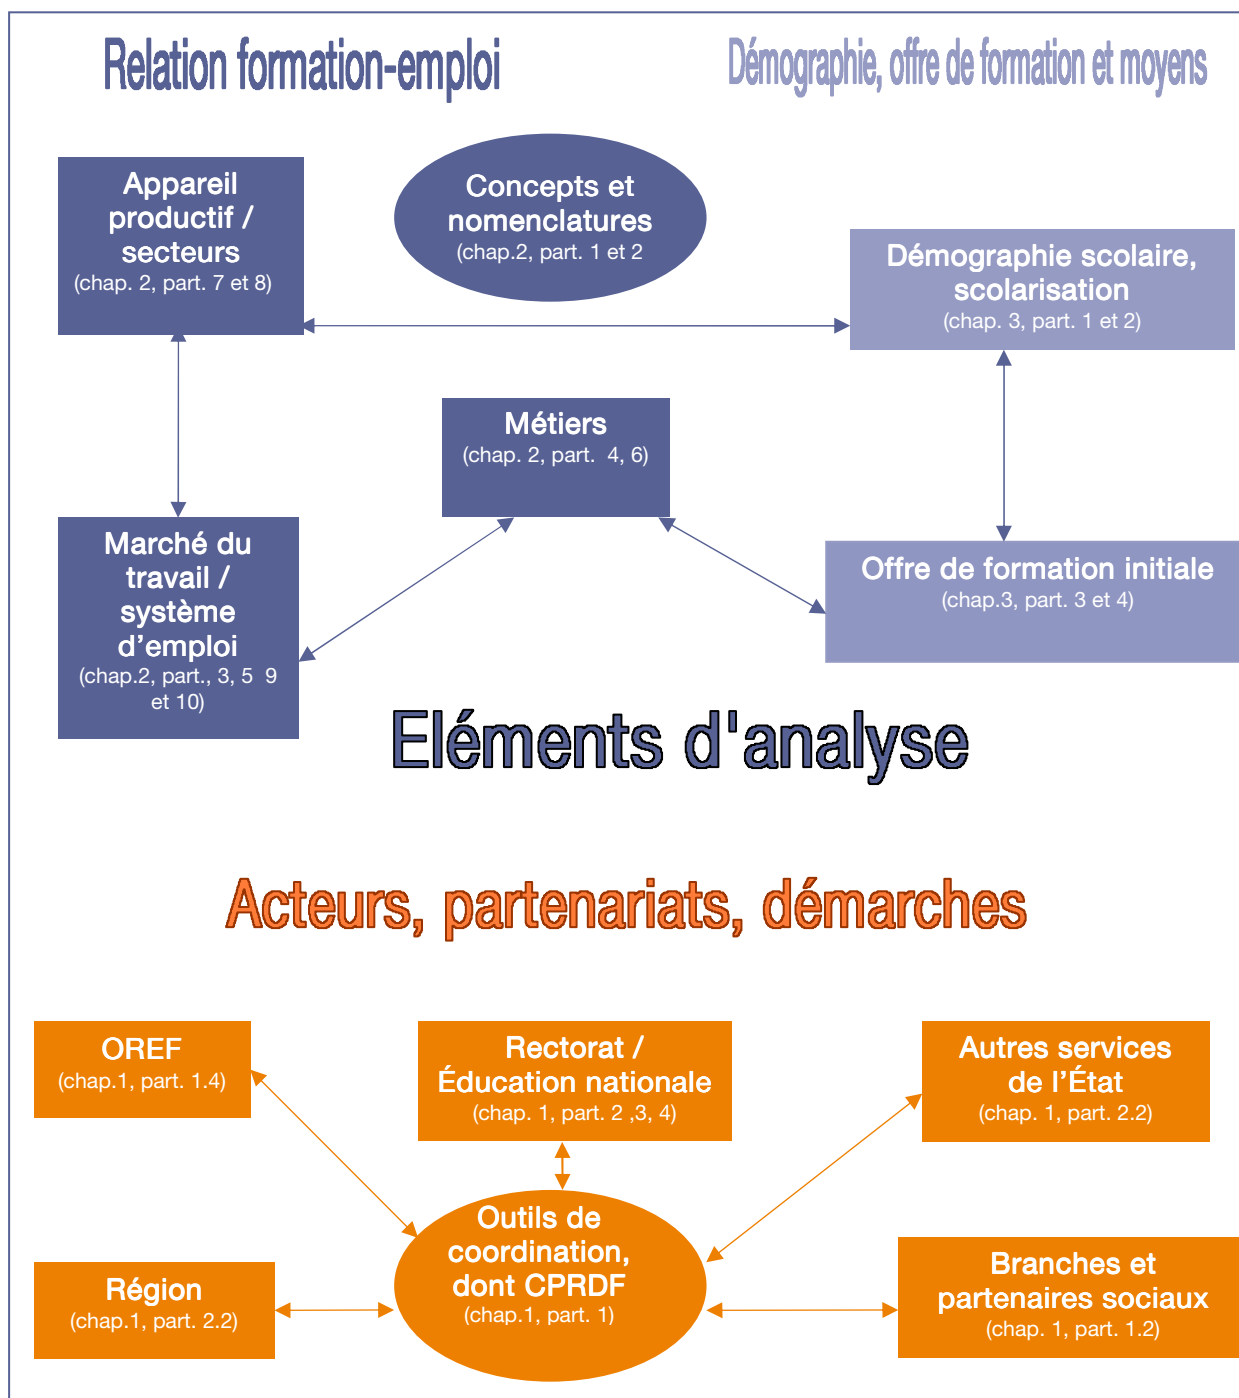 Relation formation-emploi
Démographie, offre de formation et moyens
Appareil
productif /
secteurs
(chap. 2, part. 7 et 8)
Concepts et
nomenclatures
(chap.2, part. 1 et 2
Démographie scolaire,
scolarisation
(chap. 3, part. 1 et 2)
Métiers
(chap. 2, part.  4, 6)
Marché du
travail /
système
d’emploi
(chap.2, part., 3, 5  9
et 10)
Offre de formation initiale
(chap.3, part. 3 et 4)
Eléments d'analyse
Acteurs, partenariats, démarches
OREF
(chap.1, part. 1.4)
Rectorat /
Éducation nationale
(chap. 1, part. 2 ,3, 4)
Autres services
de l’État
(chap. 1, part. 2.2)
Outils de
coordination,
dont CPRDF
(chap.1, part. 1)
Région
(chap.1, part. 2.2)
Branches et
partenaires sociaux
(chap. 1, part. 1.2)